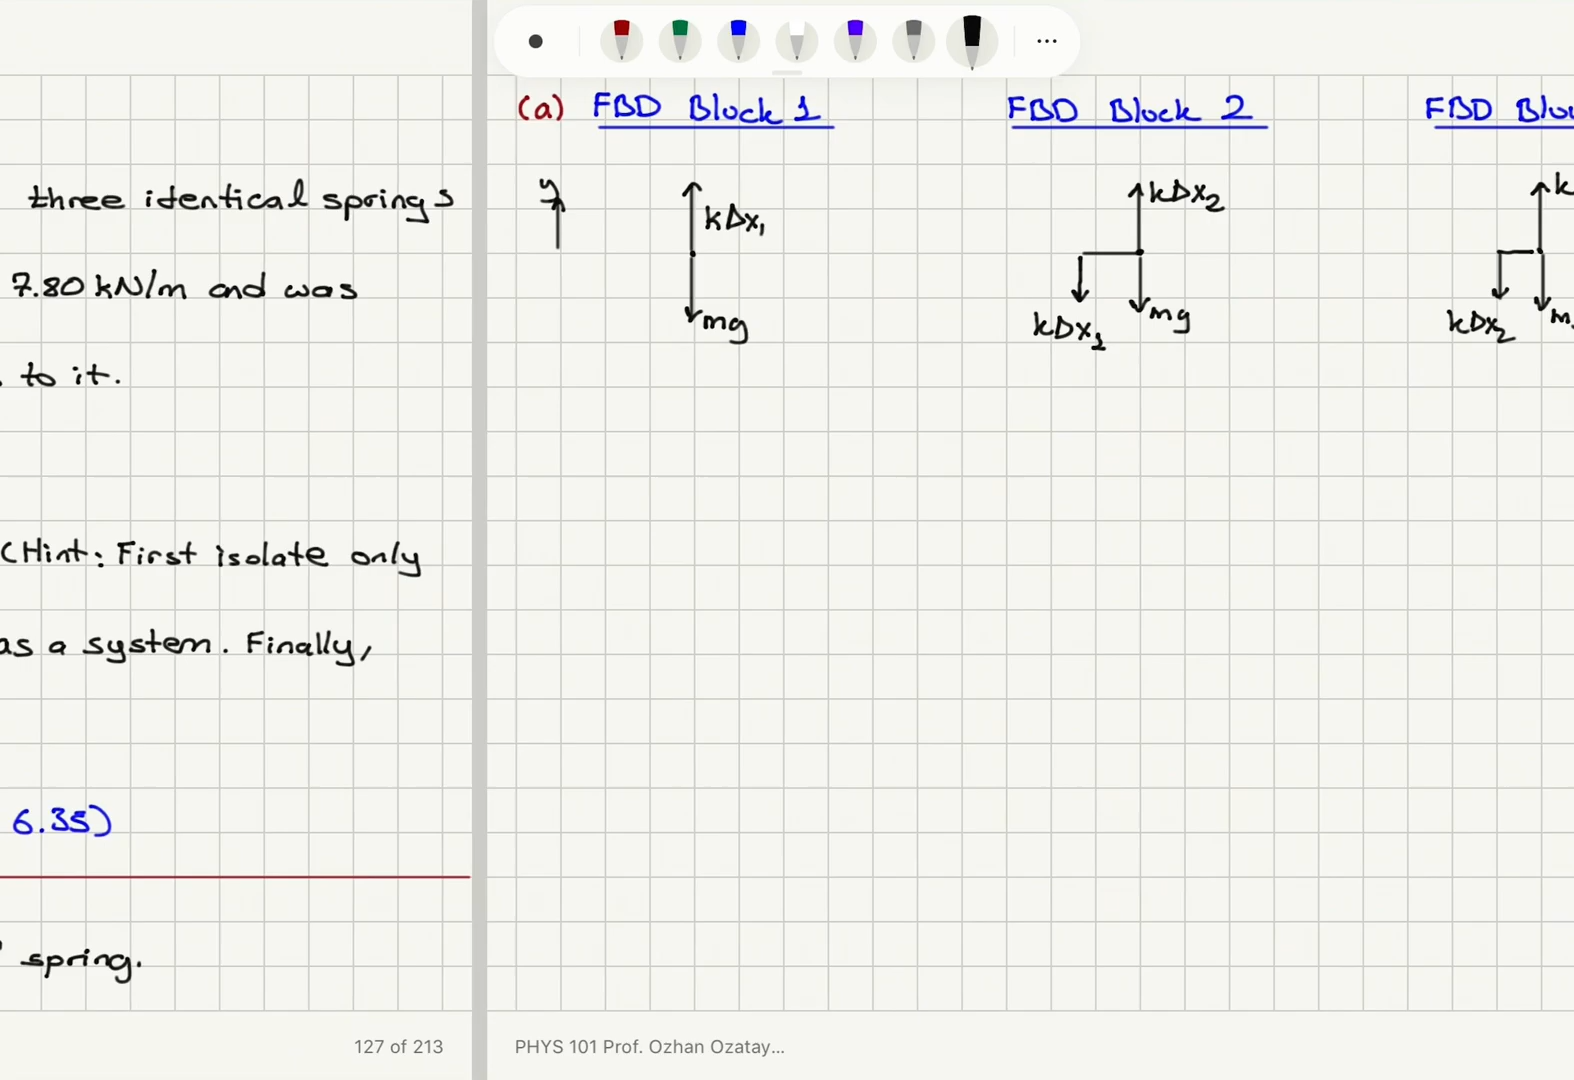 three identical springs
7.80 kN/m and was
to it.
(Hint: First isolate only
as a system. Finally,
6.35)
spring.
127 of 213
(a) FBD Block 1
y
kΔx₁
mg
FBD Block 2
kΔx₂
kΔx₁
mg
FBD
k
kΔx₂
m
PHYS 101 Prof. Ozhan Ozatay...